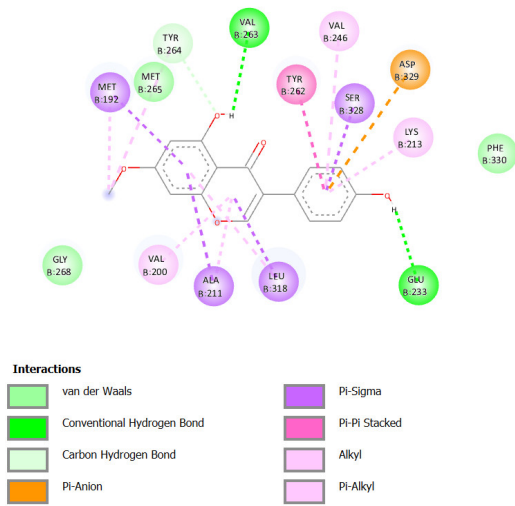 VAL
B:263
TYR
B:264
VAL
B:246
ASP
B:329
MET
B:265
MET
B:192
TYR
B:262
SER
B:328
LYS
B:213
PHE
B:330
O
H
O
O
O
O
H
GLY
B:268
VAL
B:200
ALA
B:211
LEU
B:318
GLU
B:233
Interactions
van der Waals
Conventional Hydrogen Bond
Carbon Hydrogen Bond
Pi-Anion
Pi-Sigma
Pi-Pi Stacked
Alkyl
Pi-Alkyl